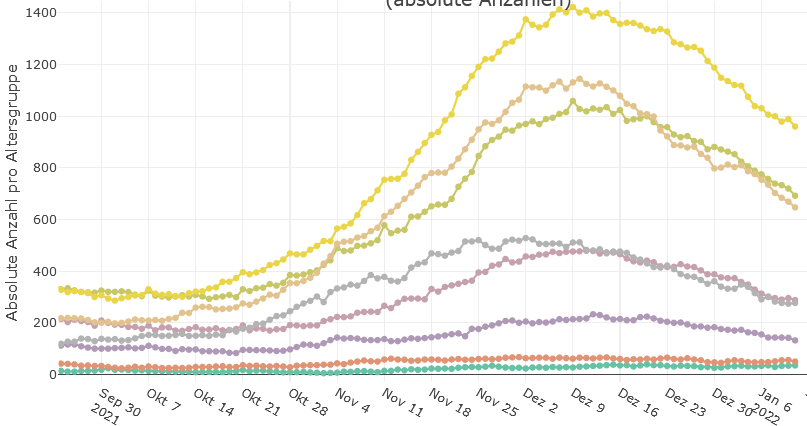 (absolute Anzahlen)
Absolute Anzahl pro Altersgruppe
1400
1200
1000
800
600
400
200
0
Sep 30
2021
Okt 7
Okt 14
Okt 21
Okt 28
Nov 4
Nov 11
Nov 18
Nov 25
Dez 2
Dez 9
Dez 16
Dez 23
Dez 30
Jan 6
2022